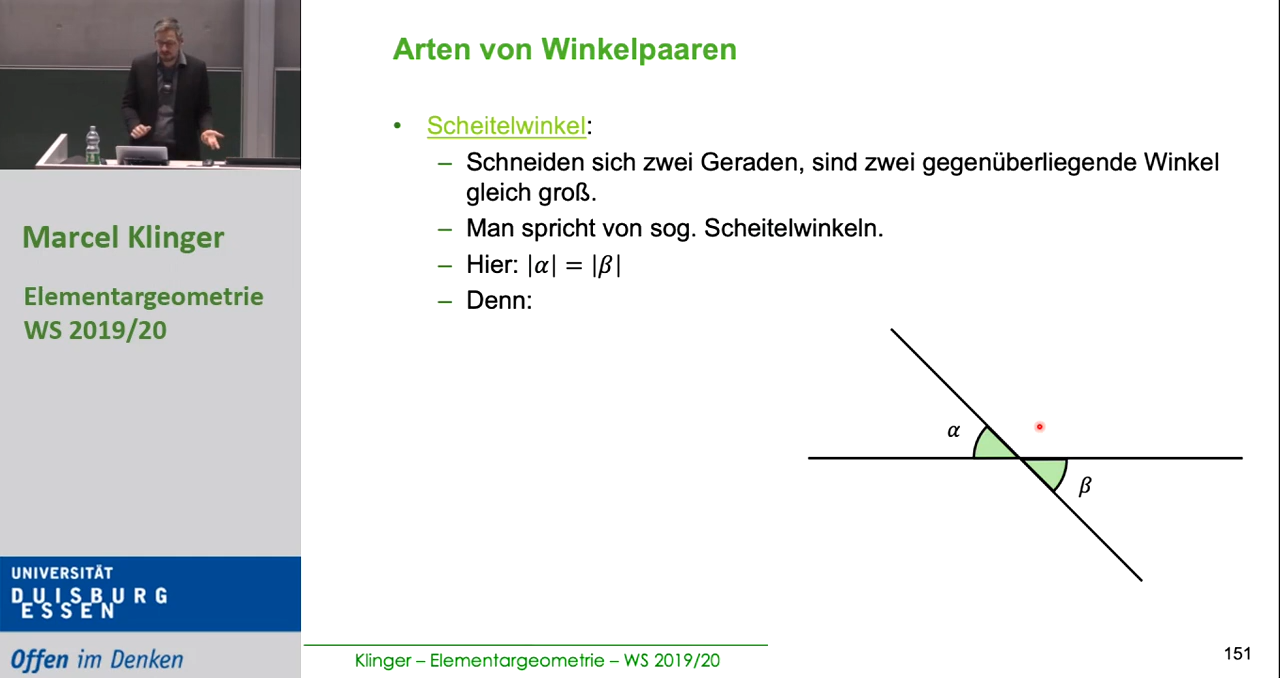 Arten von Winkelpaaren
• Scheitelwinkel:
– Schneiden sich zwei Geraden, sind zwei gegenüberliegende Winkel
gleich groß.
– Man spricht von sog. Scheitelwinkeln.
– Hier: |α| = |β|
– Denn:
α
β
Marcel Klinger
Elementargeometrie
WS 2019/20
UNIVERSITÄT
DUISBURG
ESSEN
Offen im Denken
Klinger – Elementargeometrie – WS 2019/20
151